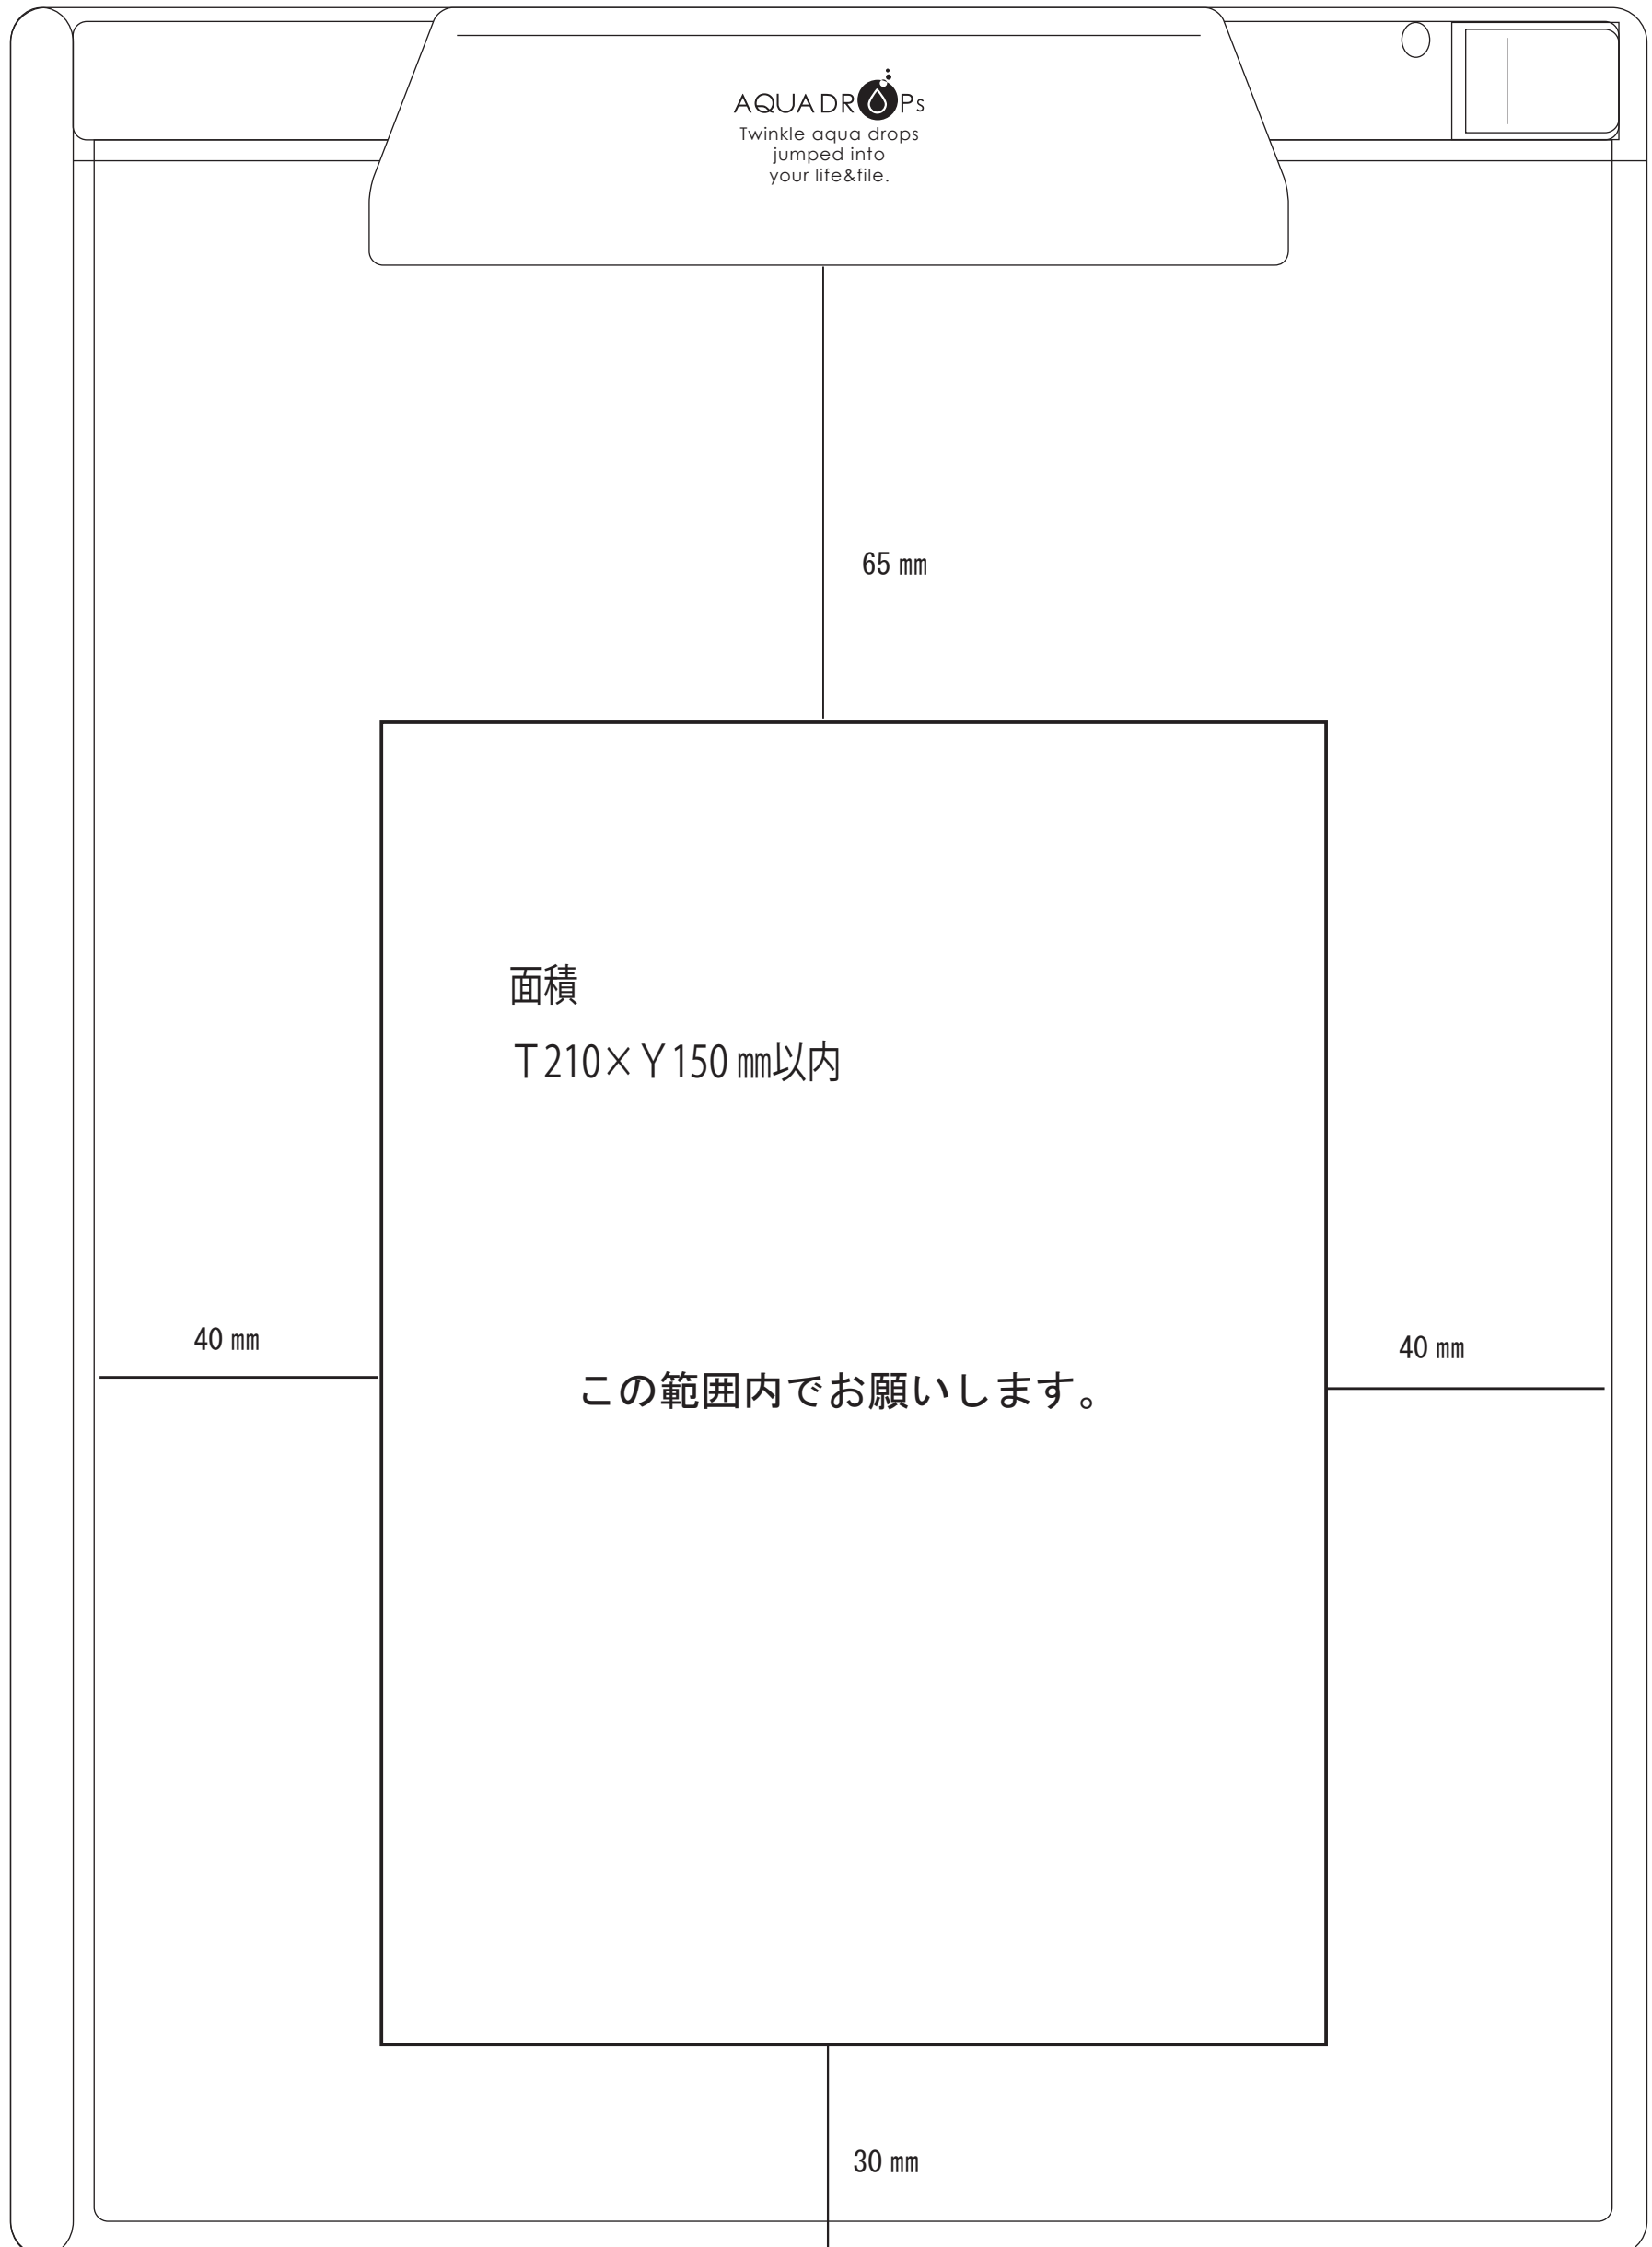 AQUA DROPs
Twinkle aqua drops
jumped into
your life&file.
65 ㎜
面積
Ｔ210×Ｙ150 ㎜以内
40 ㎜
40 ㎜
この範囲内でお願いします。
30 ㎜